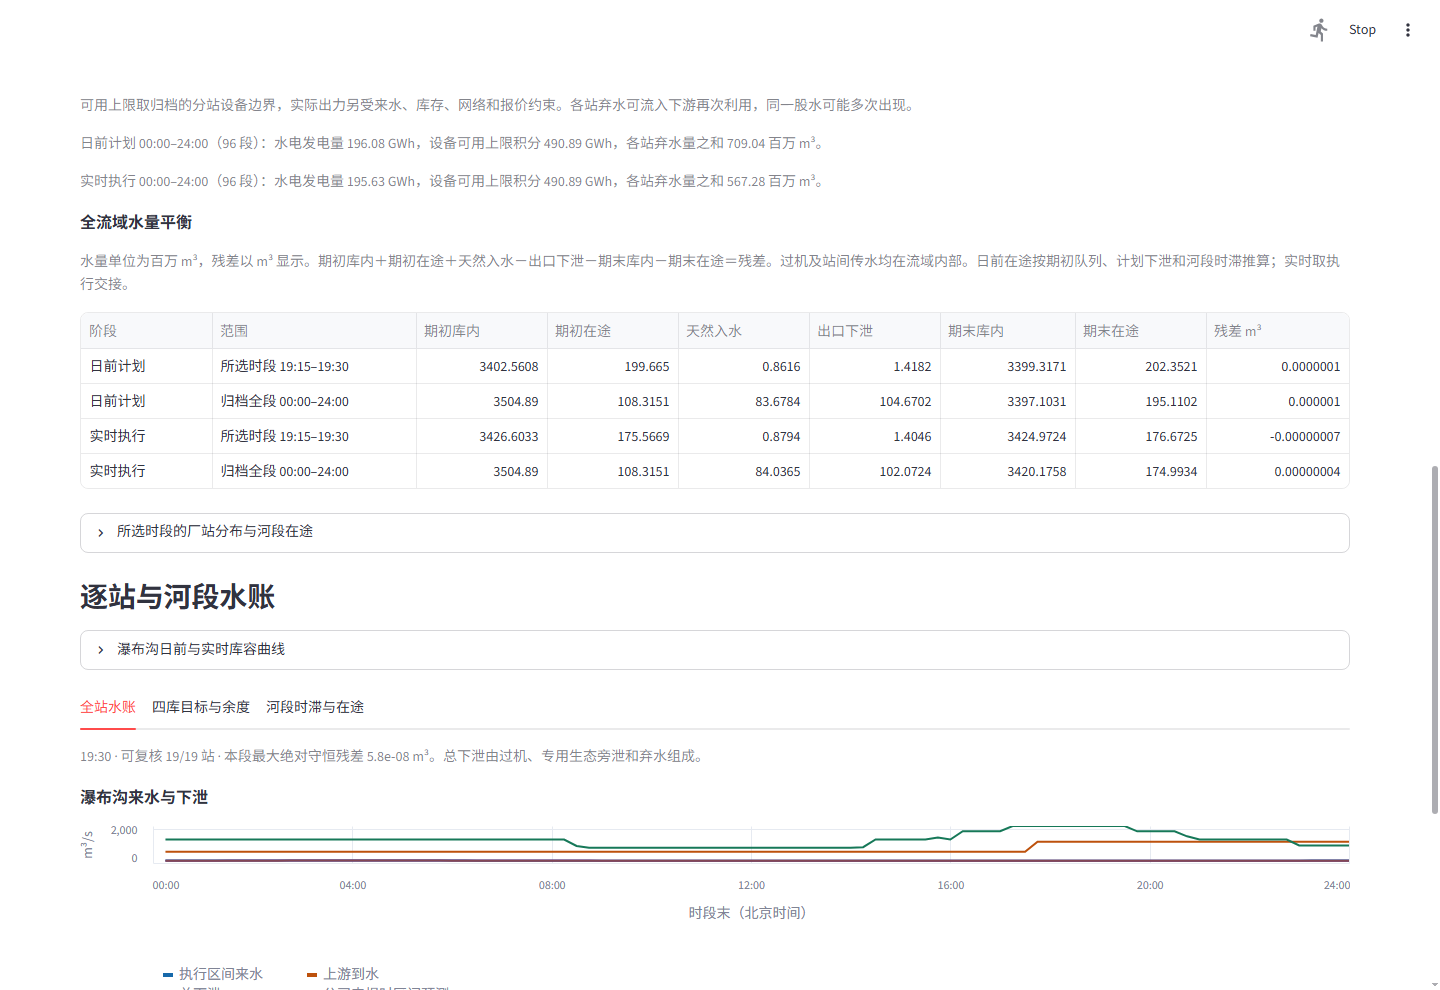 Stop
可用上限取归档的分站设备边界，实际出力另受来水、库存、网络和报价约束。各站弃水可流入下游再次利用，同一股水可能多次出现。
日前计划 00:00–24:00（96 段）：水电发电量 196.08 GWh，设备可用上限积分 490.89 GWh，各站弃水量之和 709.04 百万 m³。
实时执行 00:00–24:00（96 段）：水电发电量 195.63 GWh，设备可用上限积分 490.89 GWh，各站弃水量之和 567.28 百万 m³。
全流域水量平衡
水量单位为百万 m³，残差以 m³ 显示。期初库内＋期初在途＋天然入水－出口下泄－期末库内－期末在途＝残差。过机及站间传水均在流域内部。日前在途按期初队列、计划下泄和河段时滞推算；实时取执
行交接。
阶段 范围 期初库内 期初在途 天然入水 出口下泄 期末库内 期末在途 残差 m³
日前计划 所选时段 19:15–19:30 3402.5608 199.665 0.8616 1.4182 3399.3171 202.3521 0.0000001
日前计划 归档全段 00:00–24:00 3504.89 108.3151 83.6784 104.6702 3397.1031 195.1102 0.000001
实时执行 所选时段 19:15–19:30 3426.6033 175.5669 0.8794 1.4046 3424.9724 176.6725 -0.00000007
实时执行 归档全段 00:00–24:00 3504.89 108.3151 84.0365 102.0724 3420.1758 174.9934 0.00000004
所选时段的厂站分布与河段在途
逐站与河段水账
瀑布沟日前与实时库容曲线
全站水账 四库目标与余度 河段时滞与在途
19:30 · 可复核 19/19 站 · 本段最大绝对守恒残差 5.8e-08 m³。总下泄由过机、专用生态旁泄和弃水组成。
瀑布沟来水与下泄
m³/s
2,000
0
00:00 04:00 08:00 12:00 16:00 20:00 24:00
时段末（北京时间）
执行区间来水 上游到水